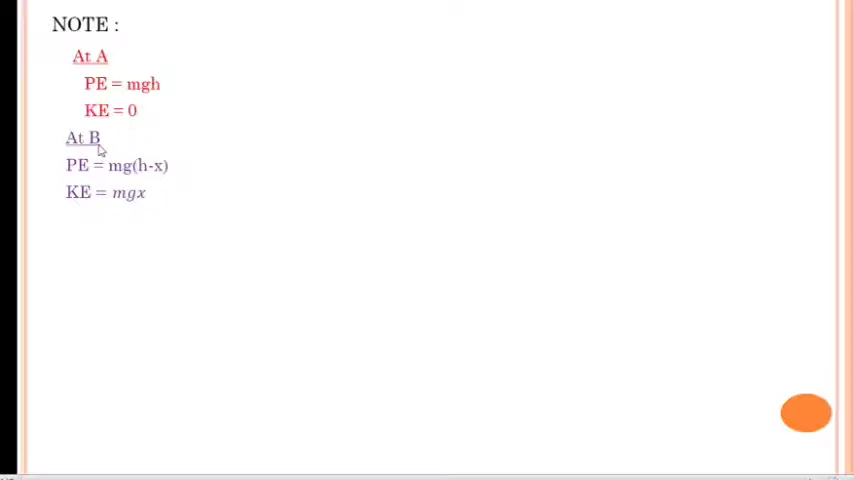 NOTE :
At A
PE = mgh
KE = 0
At B
PE = mg(h-x)
KE = mgx